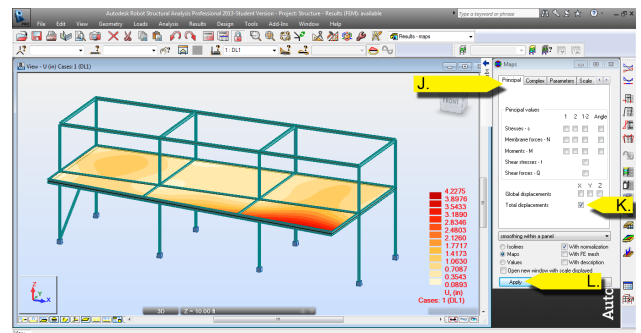 Autodesk Robot Structural Analysis Professional 2013-Student Version - Project: Structure - Results (FEM): available
Type a keyword or phrase
File Edit View Geometry Loads Analysis Results Design Tools Add-Ins Window Help
Results - maps
1 : DL1
View - U (in) Cases: 1 (DL1)
FRONT
4.2275
3.8976
3.5433
3.1890
2.8346
2.4803
2.1260
1.7717
1.4173
1.0630
0.7087
0.3543
0.0893
U, (in)
Cases: 1 (DL1)
Z
Y
X
3D
Z = 10.00 ft
View
Maps
J.
Principal Complex Parameters Scale
Principal values
1 2 1-2 Angle
Stresses - s
Membrane forces - N
Moments - M
Shear stresses - t
Shear forces - Q
X Y Z
Global displacements
Total displacements
K.
smoothing within a panel
Isolines
With normalization
Maps
With FE mesh
Values
With description
Open new window with scale displayed
Apply
L.
Auto